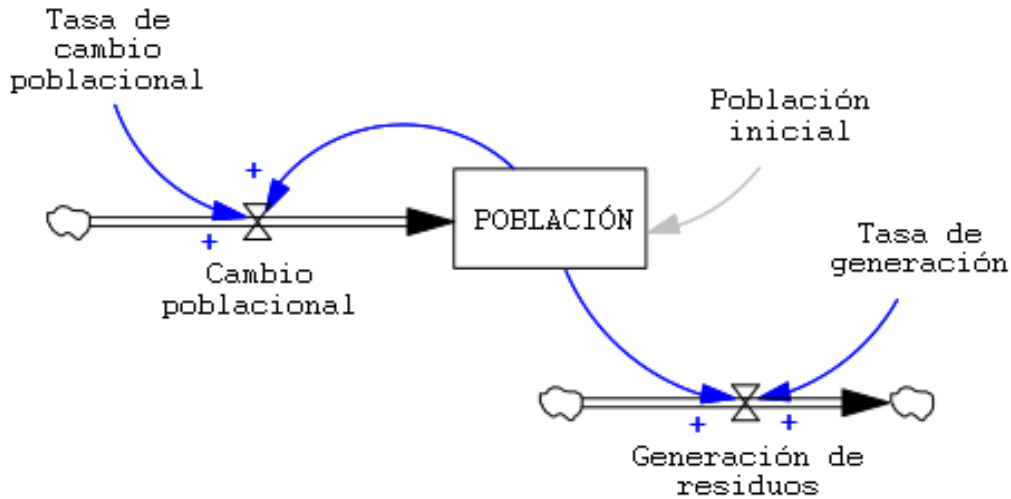 Tasa de
cambio
poblacional
Población
inicial
+
POBLACIÓN
+
Tasa de
generación
Cambio
poblacional
+
+
Generación de
residuos